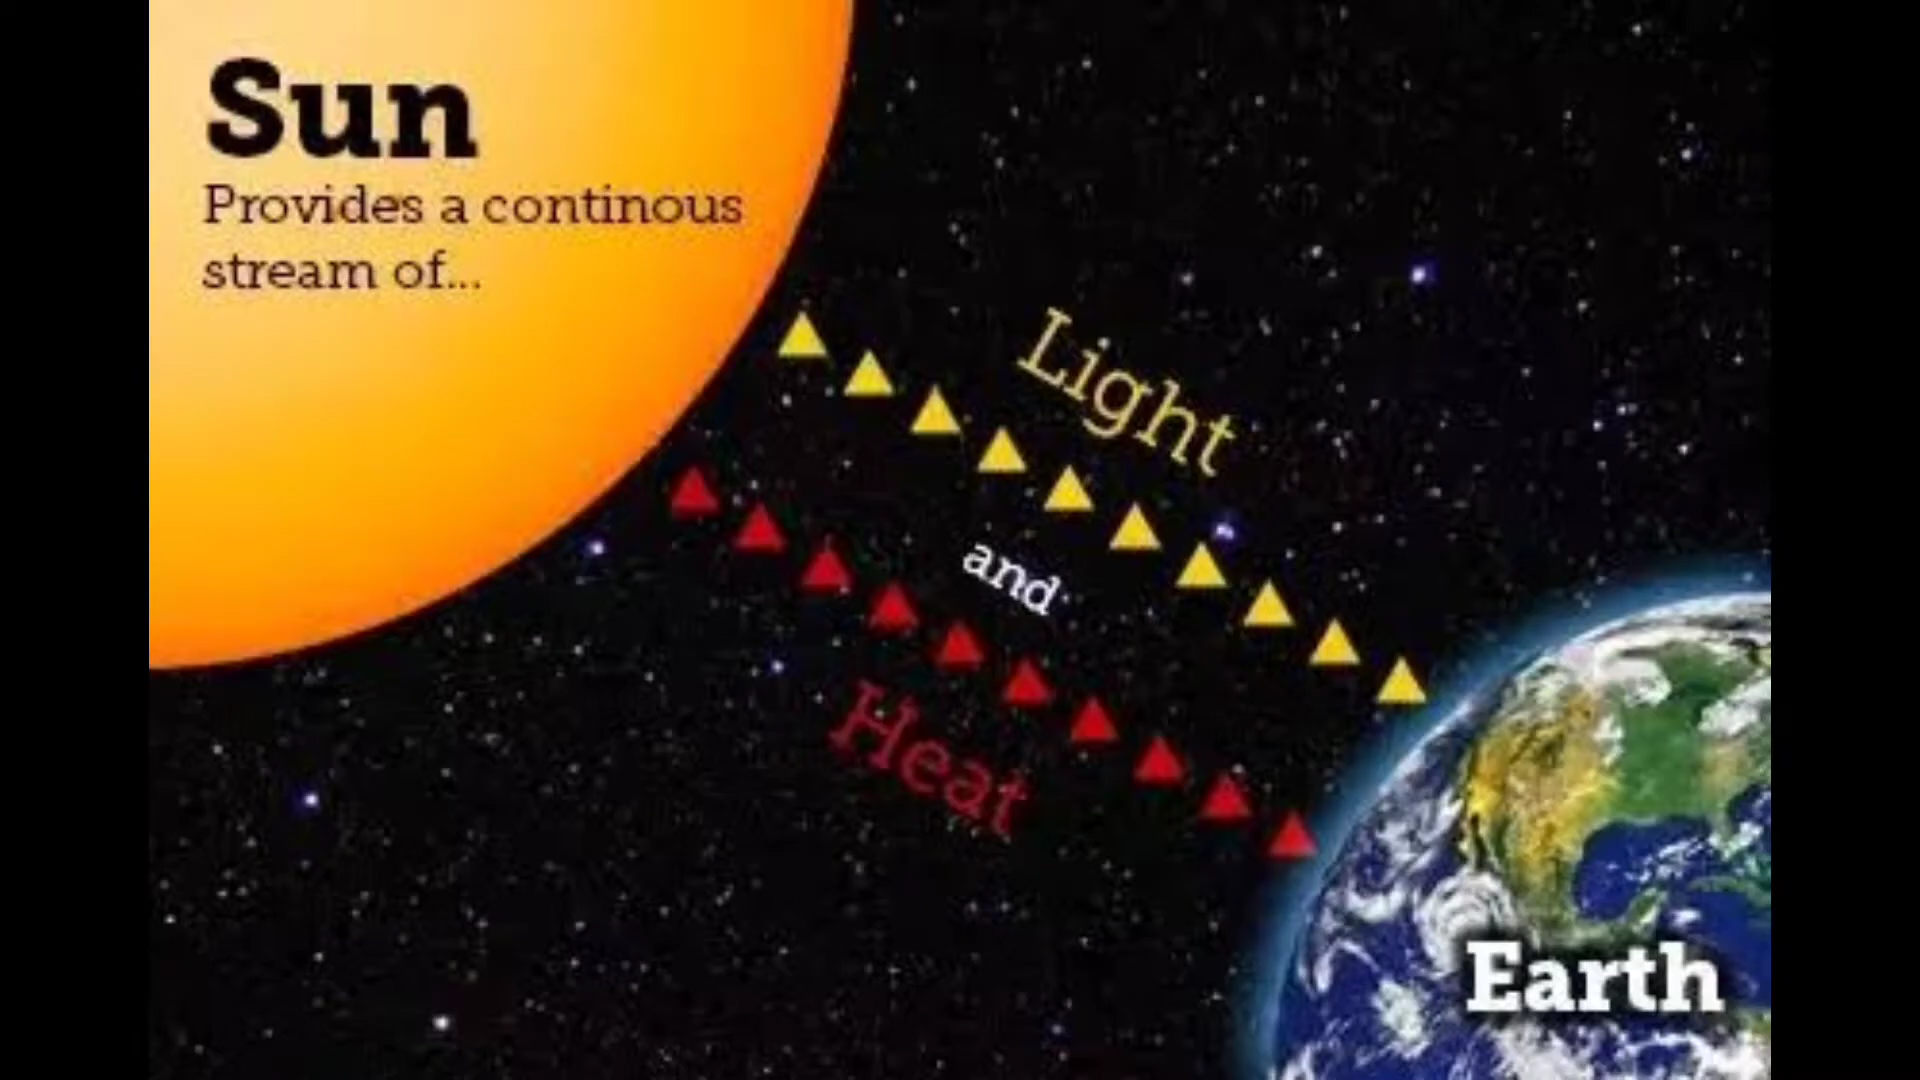 Sun
Provides a continous
stream of...
Light
and
Heat
Earth